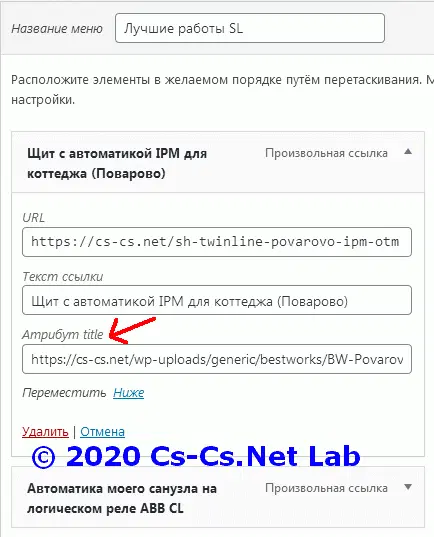 Название меню Лучшие работы SL
Расположите элементы в желаемом порядке путём перетаскивания. М
настройки.
Щит с автоматикой IPM для Произвольная ссылка
коттеджа (Поварово)
URL
https://cs-cs.net/sh-twinline-povarovo-ipm-otm
Текст ссылки
Щит с автоматикой IPM для коттеджа (Поварово)
Атрибут title
https://cs-cs.net/wp-uploads/generic/bestworks/BW-Povarov
Переместить Ниже
Удалить | Отмена
© 2020 Cs-Cs.Net Lab
Автоматика моего санузла на Произвольная ссылка
логическом реле ABB CL